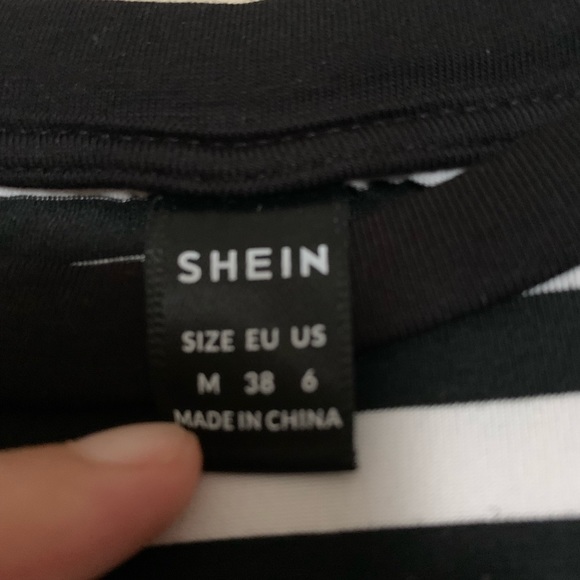 SHEIN
SIZE EU US
M 38 6
MADE IN CHINA